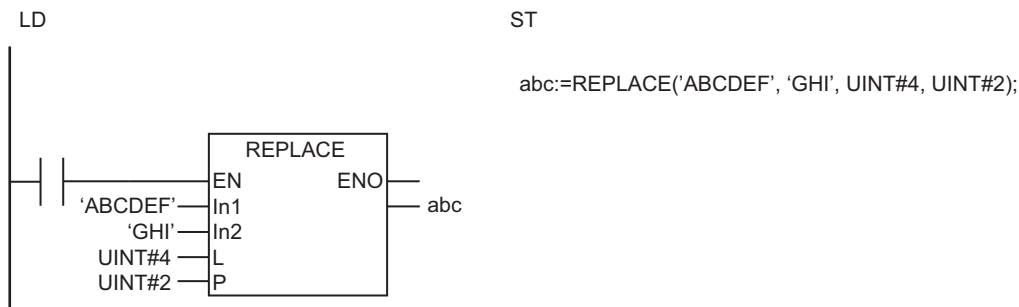 LD
ST
abc:=REPLACE(’ABCDEF’, ‘GHI’, UINT#4, UINT#2);
REPLACE
EN ENO
‘ABCDEF’ In1 abc
‘GHI’ In2
UINT#4 L
UINT#2 P